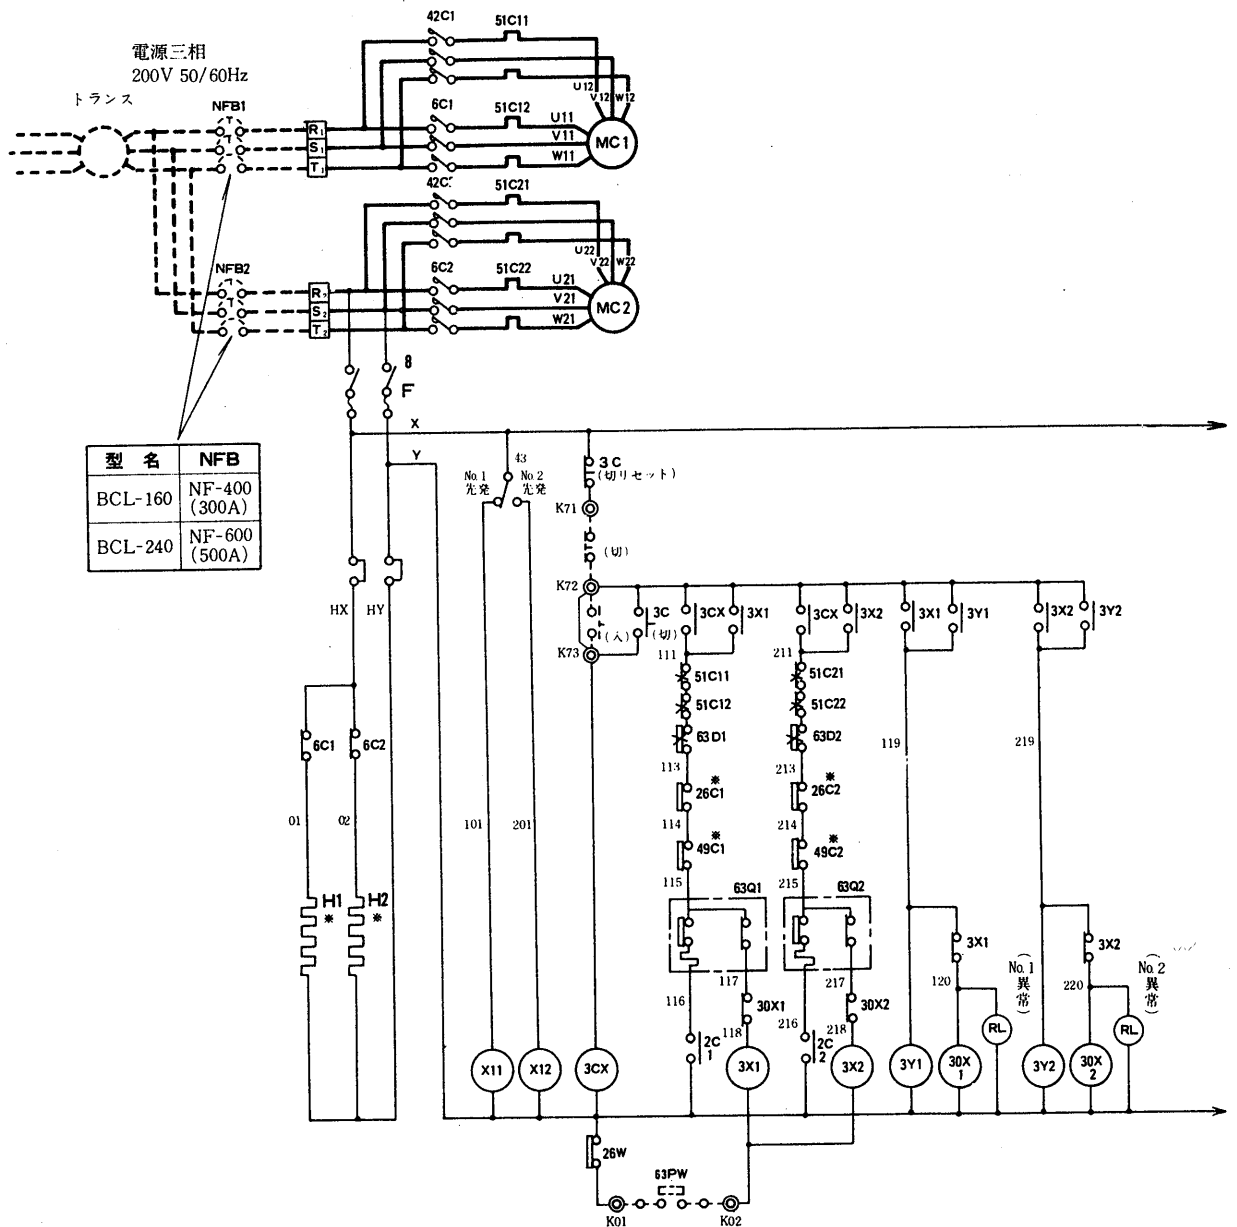 42C1
51C11
電源三相
200V 50/60Hz
トランス
NFB1
T
T
R₁
S₁
T₁
6C1
51C12
U12
V12
W12
U11
V11
W11
MC1
51C21
U22
V22
W22
NFB2
T
T
S₂
T₂
6C2
51C22
U21
V21
W21
MC2
8
F
X
Y
型 名 NFB
BCL-160 NF-400
(300A)
BCL-240 NF-600
(500A)
43
No.1
先発
No.2
先発
3C
(切リセット)
K71
(切)
K72
(入)
3C
(切)
K73
3CX
3X1
3CX
3X2
3X1
3Y1
3X2
3Y2
HX
HY
111
211
51C11
51C12
63D1
51C21
51C22
63D2
6C1
6C2
113
213
119
219
※
26C1
※
26C2
01
02
101
201
114
214
※
49C1
※
49C2
115
215
63Q1
63Q2
H1
※
H2
※
3X1
3X2
117
217
120
220
(No.1
異常)
(No.2
異常)
116
30X1
118
216
30X2
218
RL
RL
2C
1
2C
2
X11
X12
3CX
3X1
3X2
3Y1
30X
1
3Y2
30X
2
26W
63PW
K01
K02